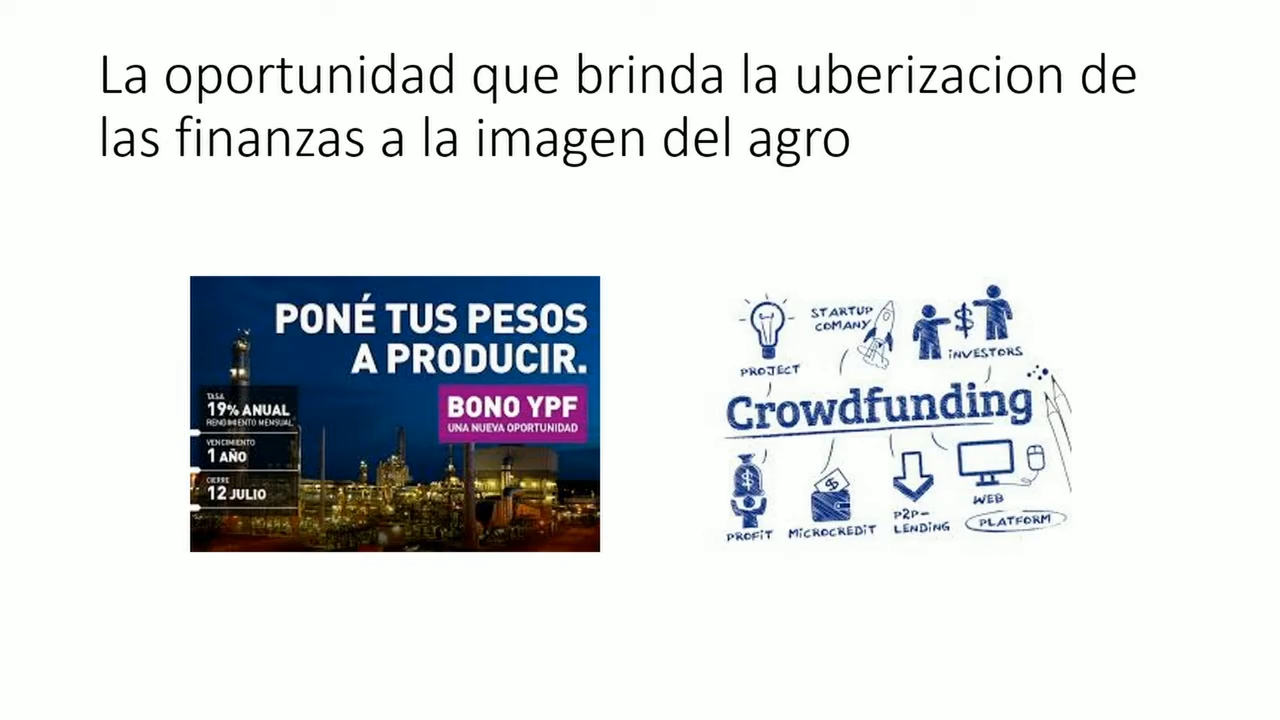 La oportunidad que brinda la uberizacion de
las finanzas a la imagen del agro
PONÉ TUS PESOS
A PRODUCIR.
TASA
19% ANUAL
RENDIMIENTO MENSUAL
VENCIMIENTO
1 AÑO
CIERRE
12 JULIO
BONO YPF
UNA NUEVA OPORTUNIDAD
PROJECT
STARTUP
COMANY
INVESTORS
Crowdfunding
PROFIT
MICROCREDIT
P2P-
LENDING
WEB
PLATFORM